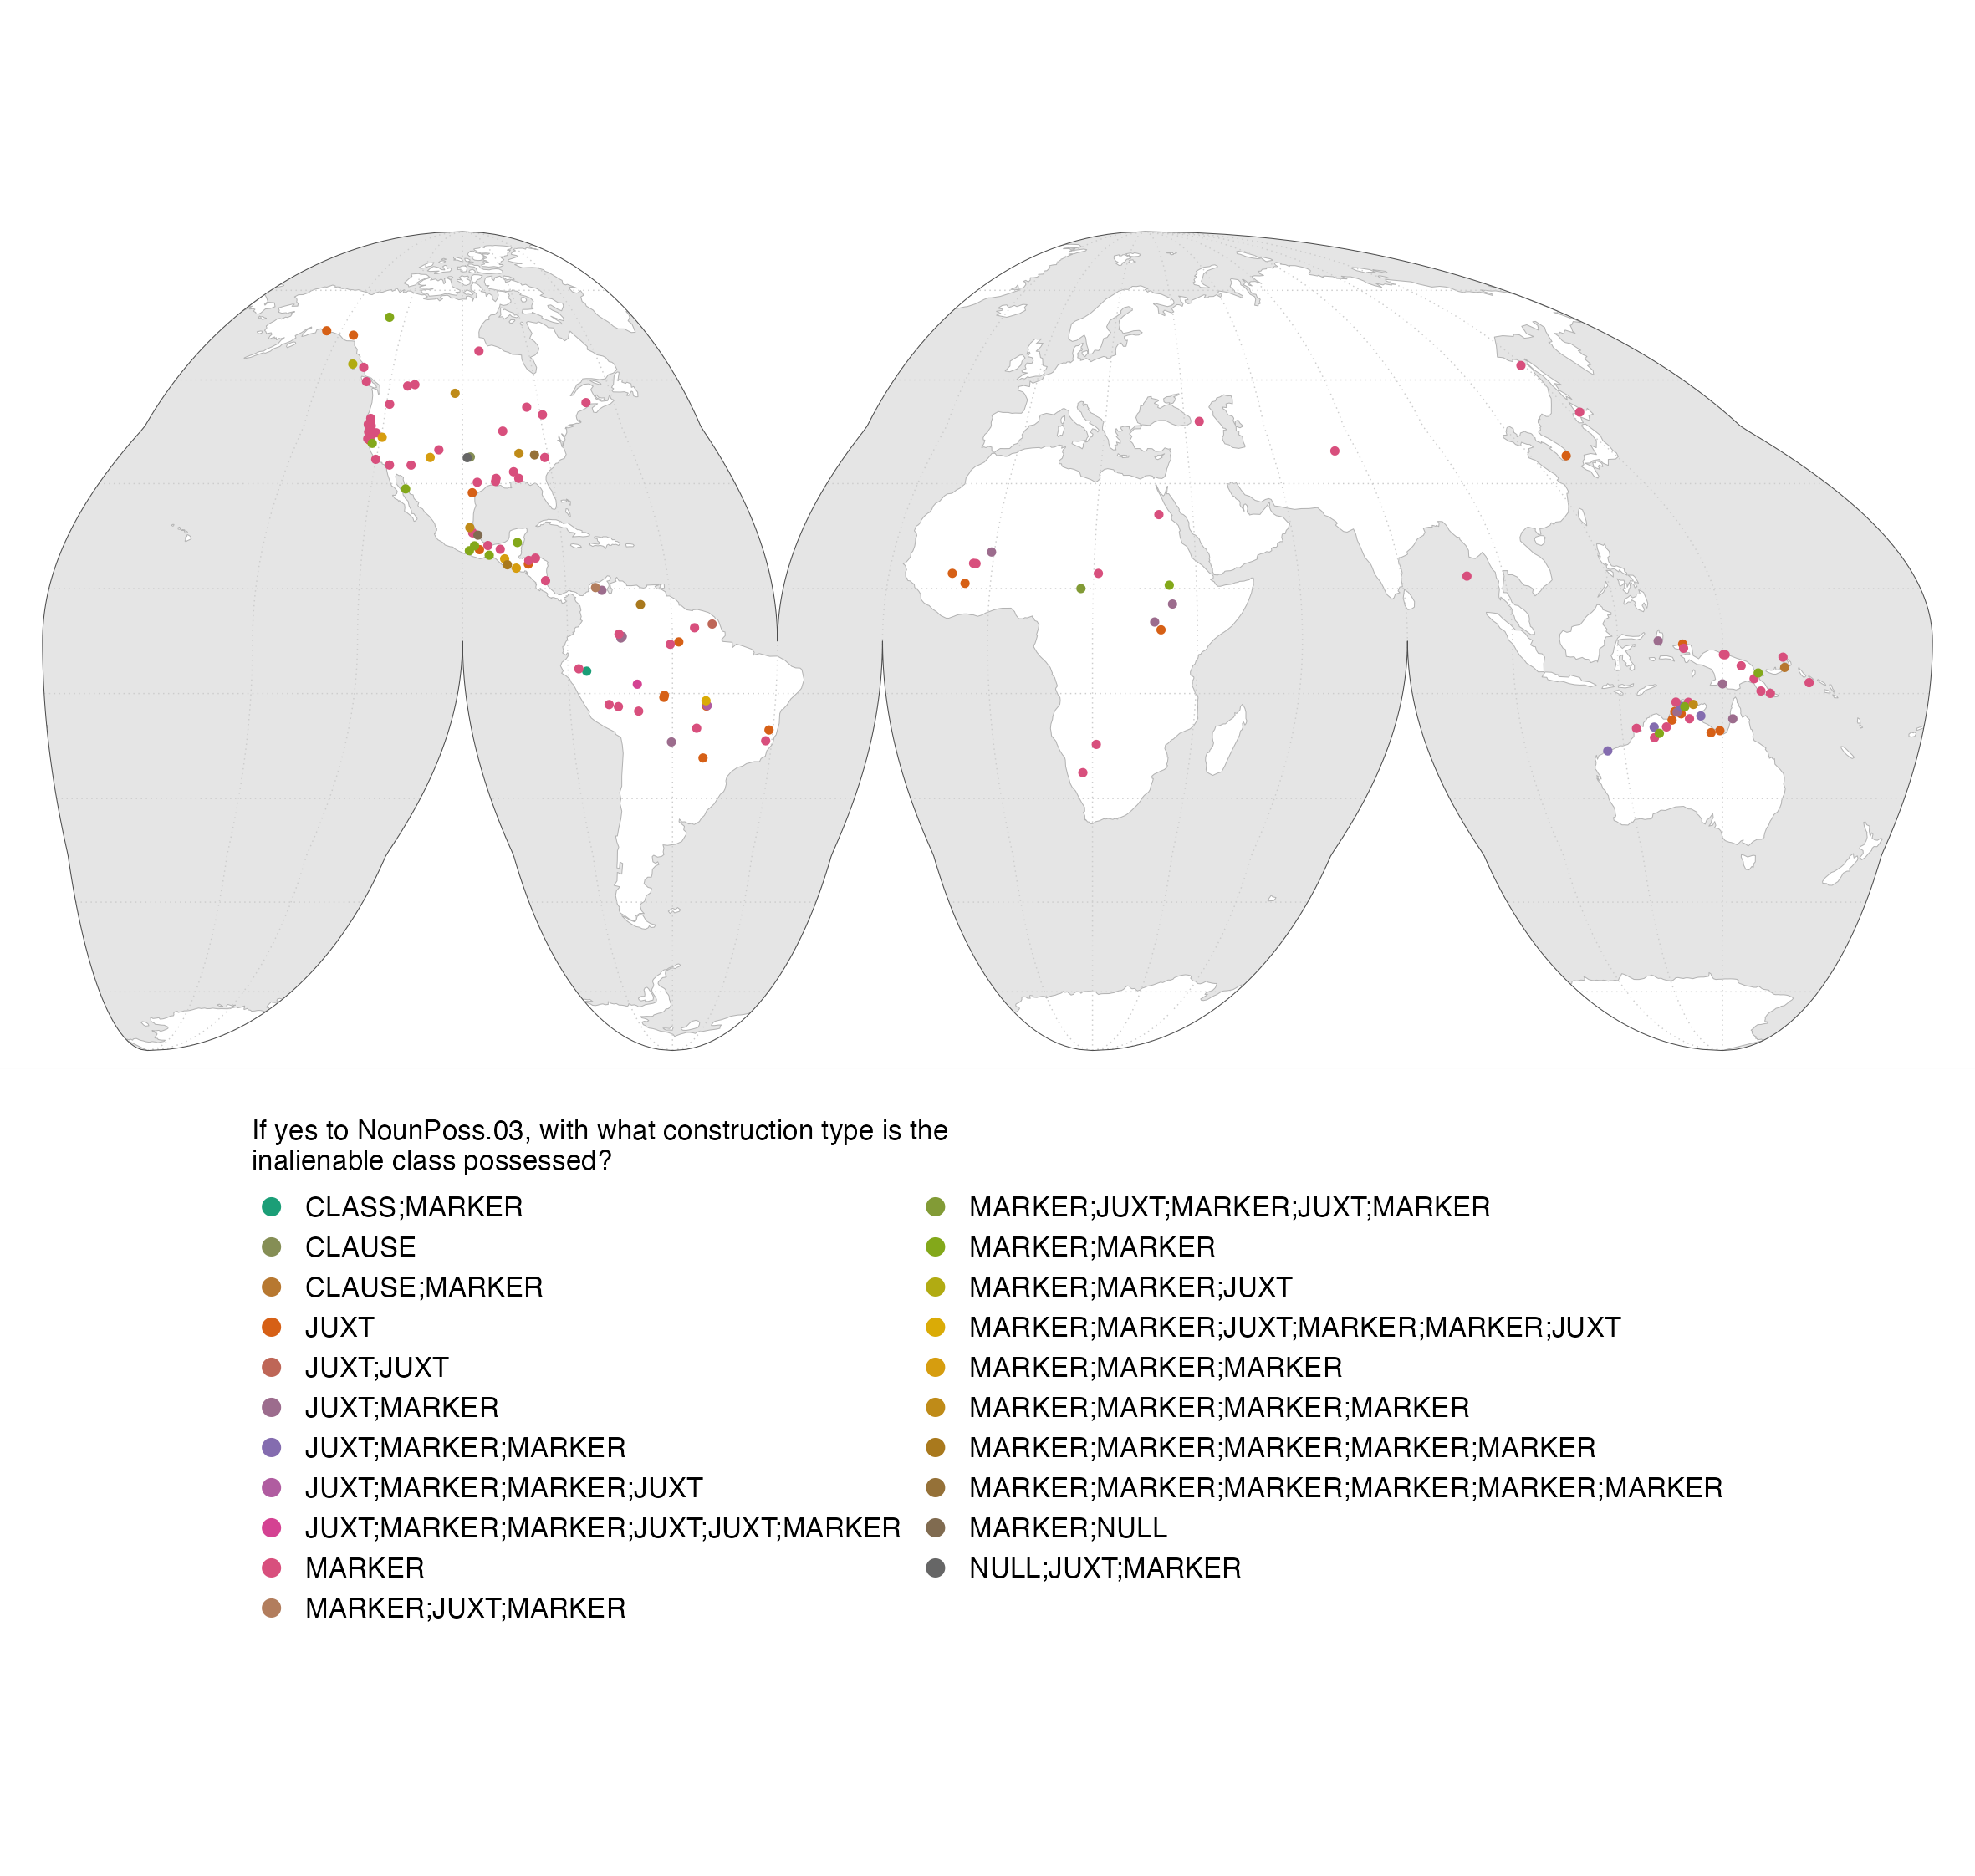 If yes to NounPoss.03, with what construction type is the
inalienable class possessed?
CLASS;MARKER
CLAUSE
CLAUSE;MARKER
JUXT
JUXT;JUXT
JUXT;MARKER
JUXT;MARKER;MARKER
JUXT;MARKER;MARKER;JUXT
JUXT;MARKER;MARKER;JUXT;JUXT;MARKER
MARKER
MARKER;JUXT;MARKER
MARKER;JUXT;MARKER;JUXT;MARKER
MARKER;MARKER
MARKER;MARKER;JUXT
MARKER;MARKER;JUXT;MARKER;MARKER;JUXT
MARKER;MARKER;MARKER
MARKER;MARKER;MARKER;MARKER
MARKER;MARKER;MARKER;MARKER;MARKER
MARKER;MARKER;MARKER;MARKER;MARKER;MARKER
MARKER;NULL
NULL;JUXT;MARKER